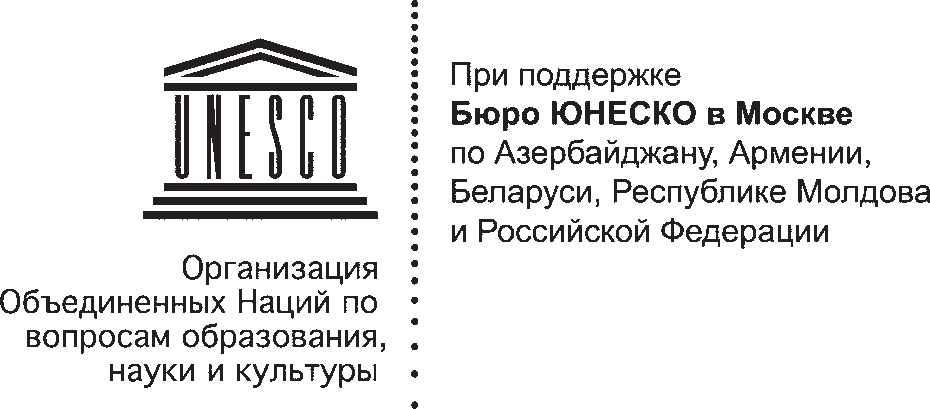 UNESCO
Организация
Объединенных Наций по
вопросам образования,
науки и культуры
При поддержке
Бюро ЮНЕСКО в Москве
по Азербайджану, Армении,
Беларуси, Республике Молдова
и Российской Федерации